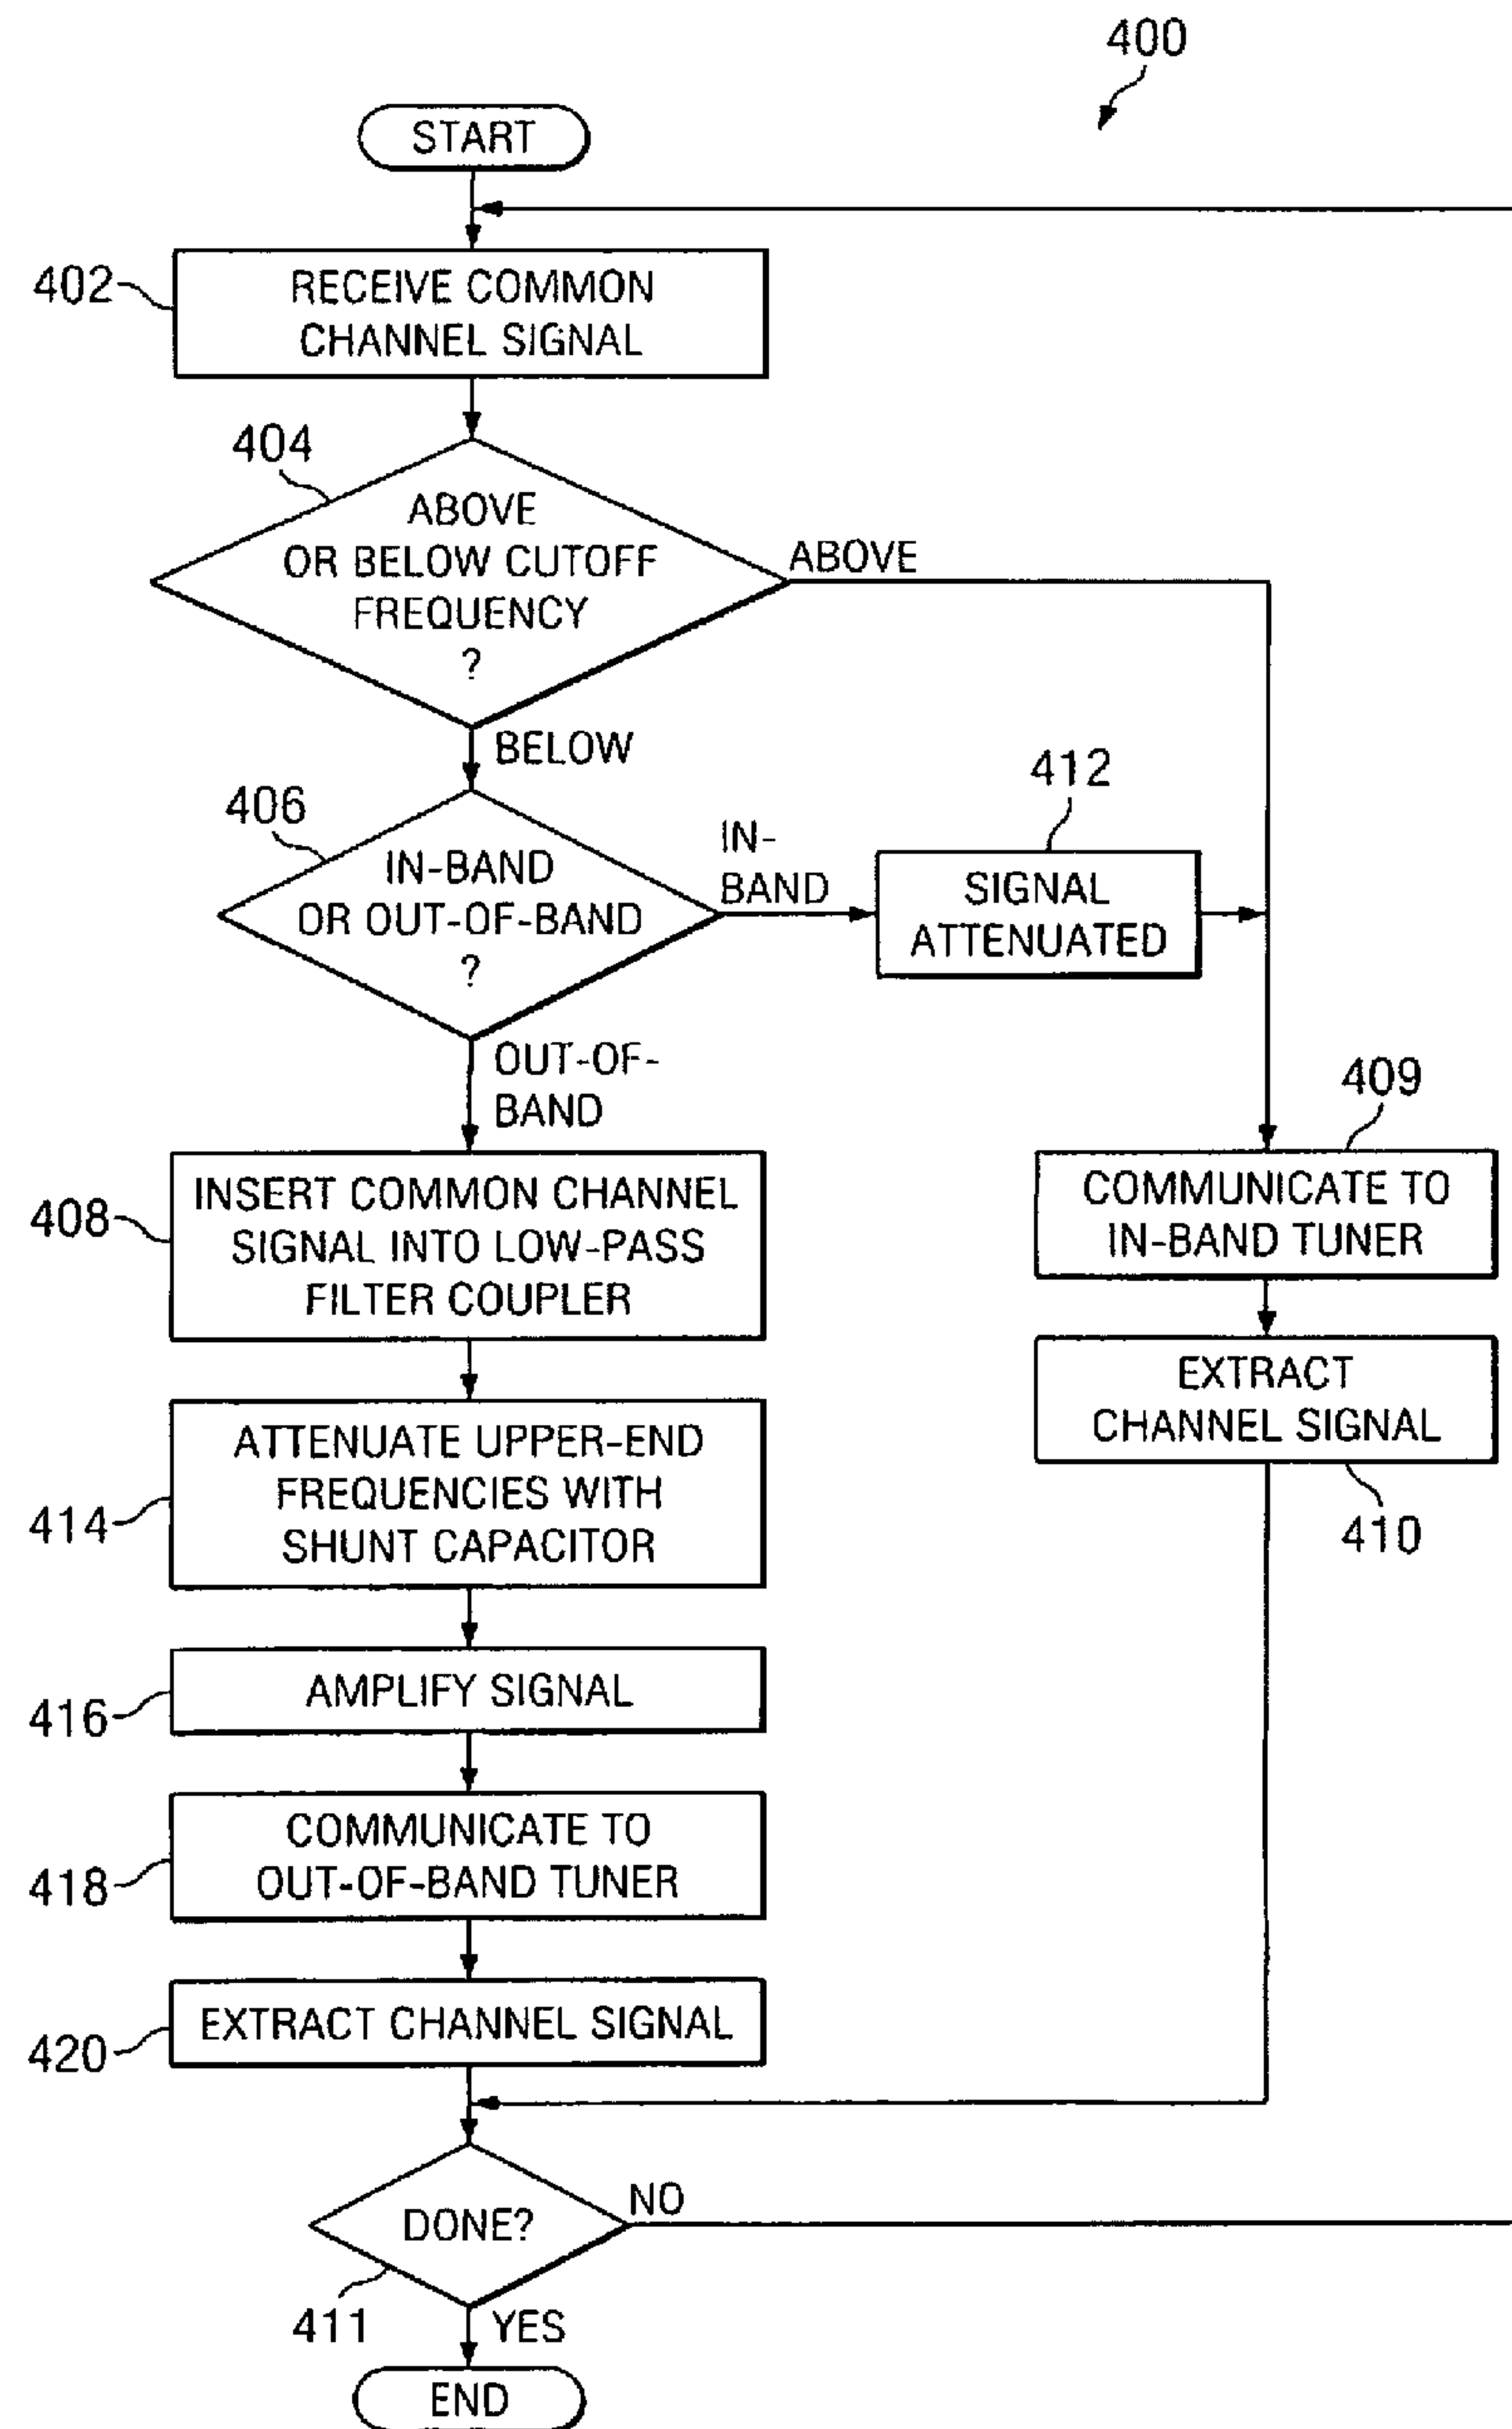 400
START
402
RECEIVE COMMON
CHANNEL SIGNAL
404
ABOVE
OR BELOW CUTOFF
FREQUENCY
?
ABOVE
BELOW
406
IN-BAND
OR OUT-OF-BAND
?
IN-
BAND
412
SIGNAL
ATTENUATED
OUT-OF-
BAND
409
COMMUNICATE TO
IN-BAND TUNER
408
INSERT COMMON CHANNEL
SIGNAL INTO LOW-PASS
FILTER COUPLER
EXTRACT
CHANNEL SIGNAL
410
414
ATTENUATE UPPER-END
FREQUENCIES WITH
SHUNT CAPACITOR
416
AMPLIFY SIGNAL
418
COMMUNICATE TO
OUT-OF-BAND TUNER
420
EXTRACT CHANNEL SIGNAL
DONE?
NO
411
YES
END